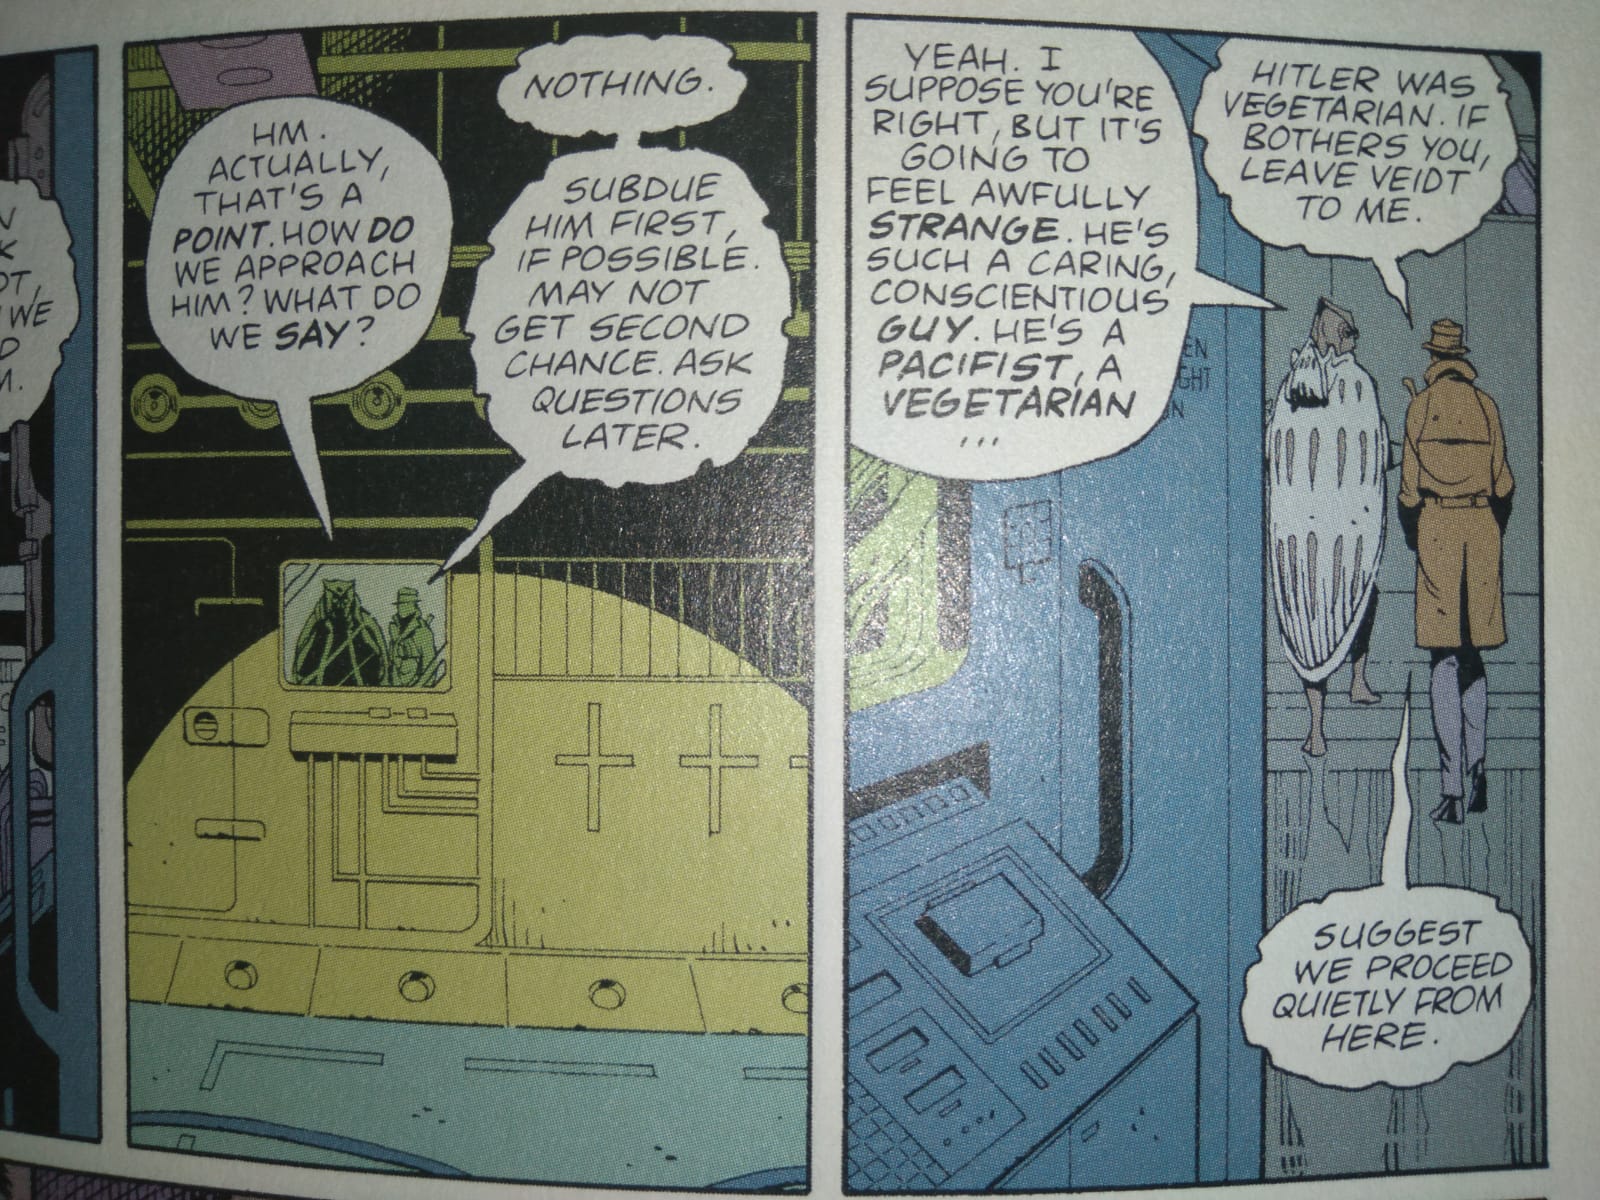 WE
HM.
ACTUALLY,
THAT'S A
POINT. HOW DO
WE APPROACH
HIM? WHAT DO
WE SAY?
NOTHING.
SUBDUE
HIM FIRST,
IF POSSIBLE.
MAY NOT
GET SECOND
CHANCE. ASK
QUESTIONS
LATER.
YEAH. I
SUPPOSE YOU'RE
RIGHT, BUT IT'S
GOING TO
FEEL AWFULLY
STRANGE. HE'S
SUCH A CARING,
CONSCIENTIOUS
GUY. HE'S A
PACIFIST, A
VEGETARIAN
...
HITLER WAS
VEGETARIAN. IF
BOTHERS YOU,
LEAVE VEIDT
TO ME.
SUGGEST
WE PROCEED
QUIETLY FROM
HERE.